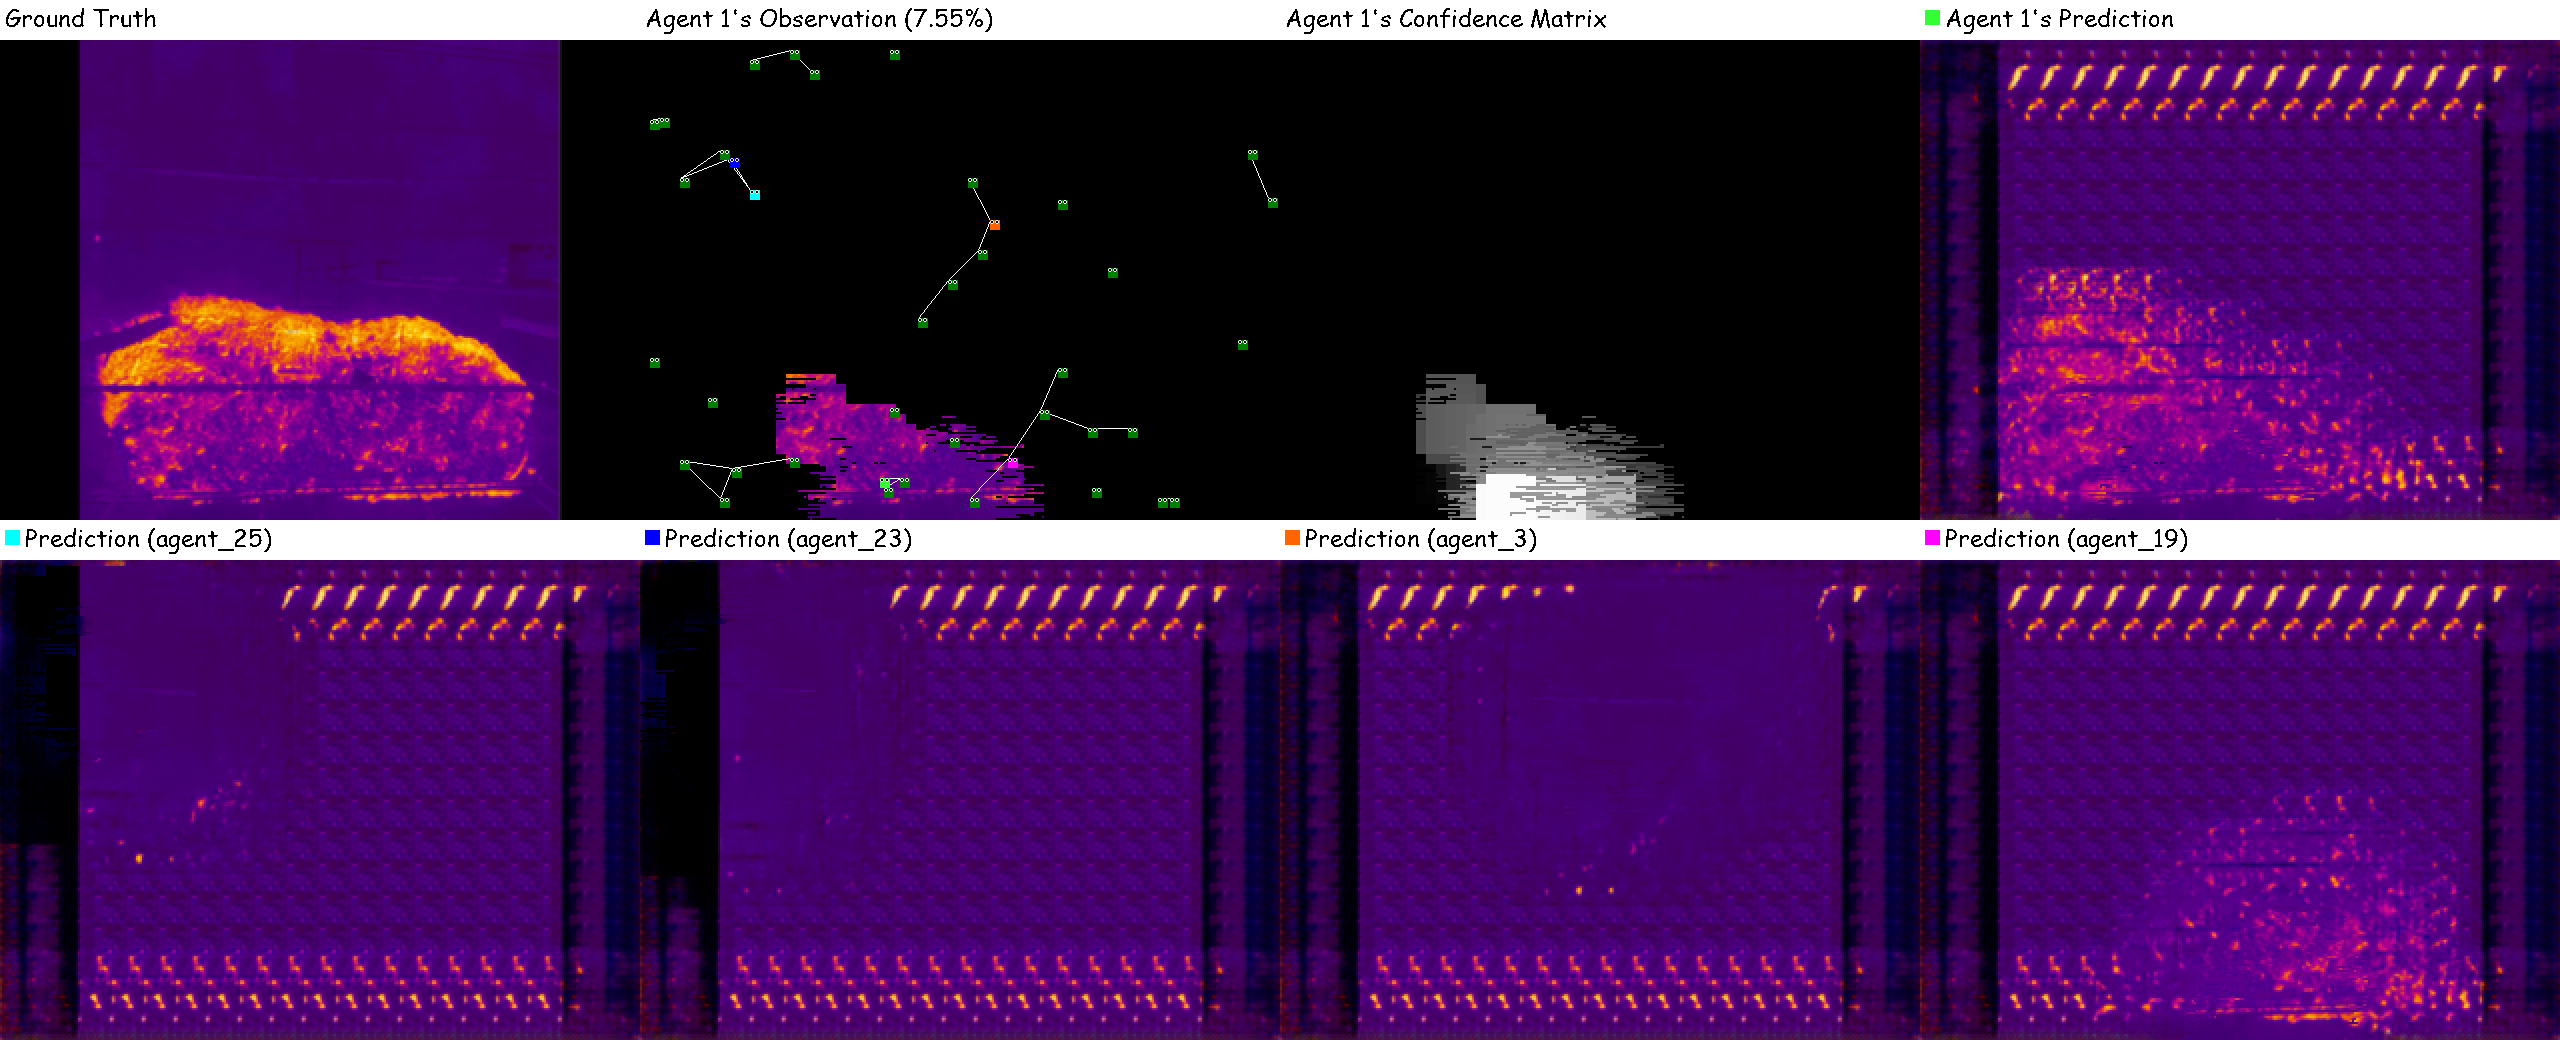 Ground Truth
Agent 1's Observation (7.55%)
Agent 1's Confidence Matrix
Agent 1's Prediction
Prediction (agent_25)
Prediction (agent_23)
Prediction (agent_3)
Prediction (agent_19)